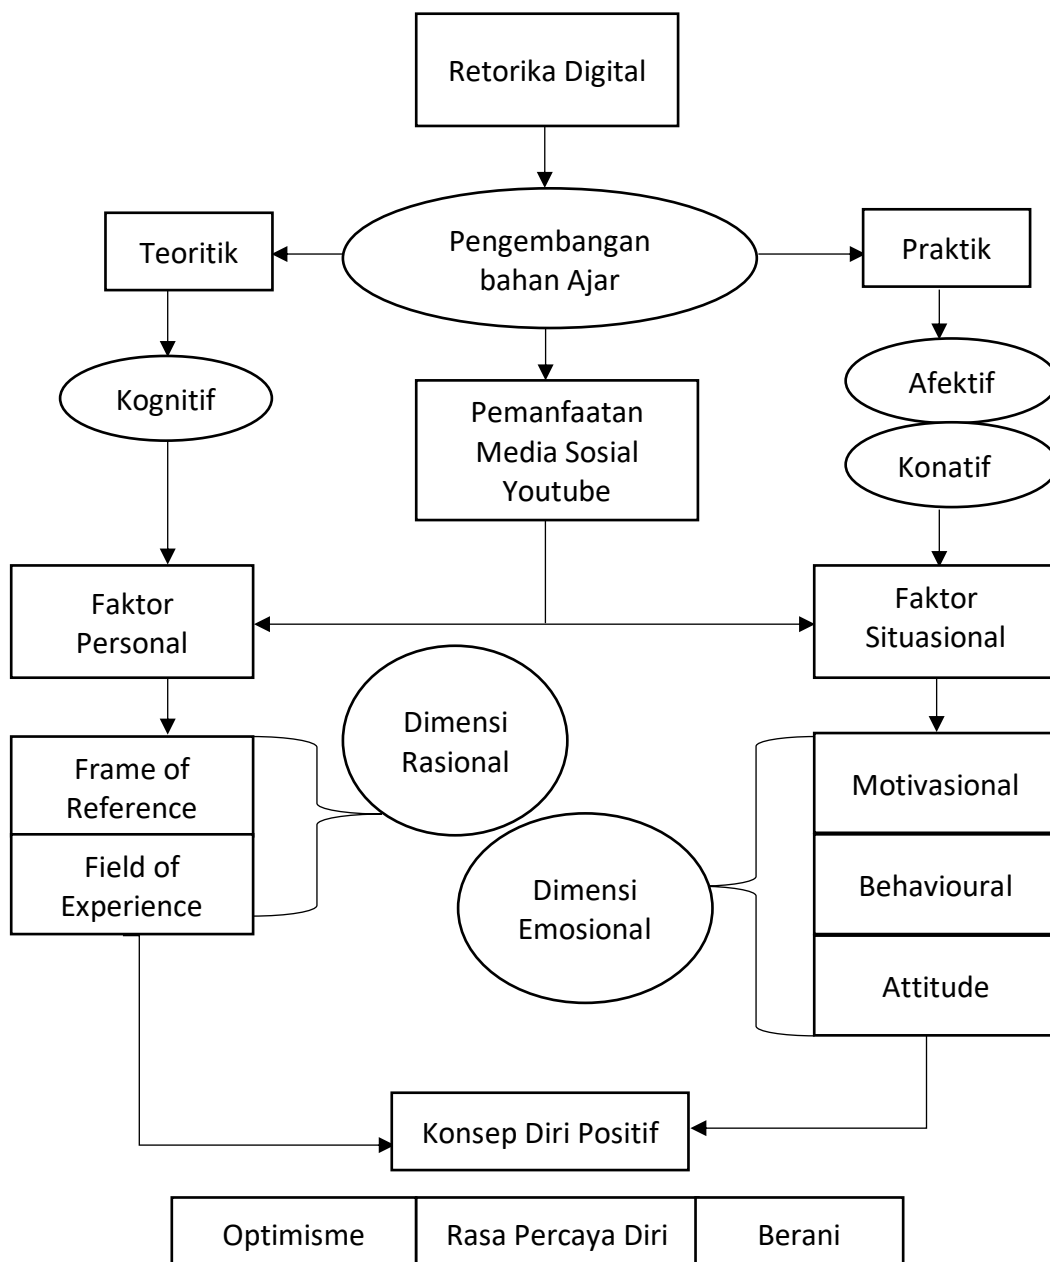 Retorika Digital
Teoritik
Pengembangan
bahan Ajar
Praktik
Kognitif
Pemanfaatan
Media Sosial
Youtube
Afektif
Konatif
Faktor
Personal
Faktor
Situasional
Dimensi
Rasional
Frame of
Reference
Field of
Experience
Dimensi
Emosional
Motivasional
Behavioural
Attitude
Konsep Diri Positif
Optimisme
Rasa Percaya Diri
Berani